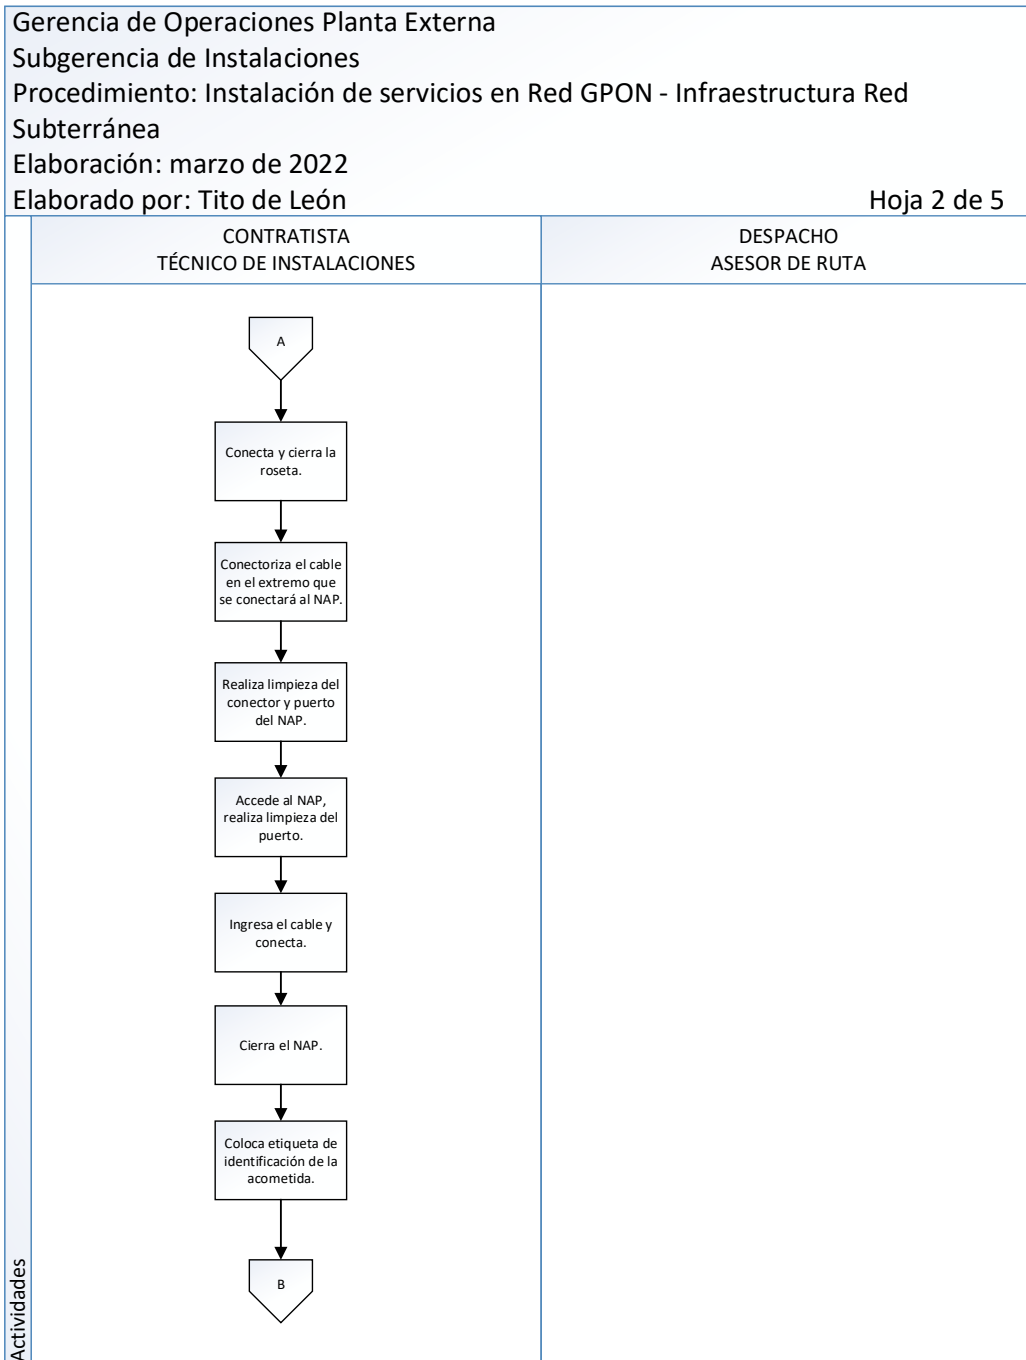 Gerencia de Operaciones Planta Externa
Subgerencia de Instalaciones
Procedimiento: Instalación de servicios en Red GPON - Infraestructura Red
Subterránea
Elaboración: marzo de 2022
Elaborado por: Tito de León Hoja 2 de 5
CONTRATISTA
TÉCNICO DE INSTALACIONES
DESPACHO
ASESOR DE RUTA
A
Conecta y cierra la
roseta.
Conectoriza el cable
en el extremo que
se conectará al NAP.
Realiza limpieza del
conector y puerto
del NAP.
Accede al NAP,
realiza limpieza del
puerto.
Ingresa el cable y
conecta.
Cierra el NAP.
Coloca etiqueta de
identificación de la
acometida.
B
Actividades